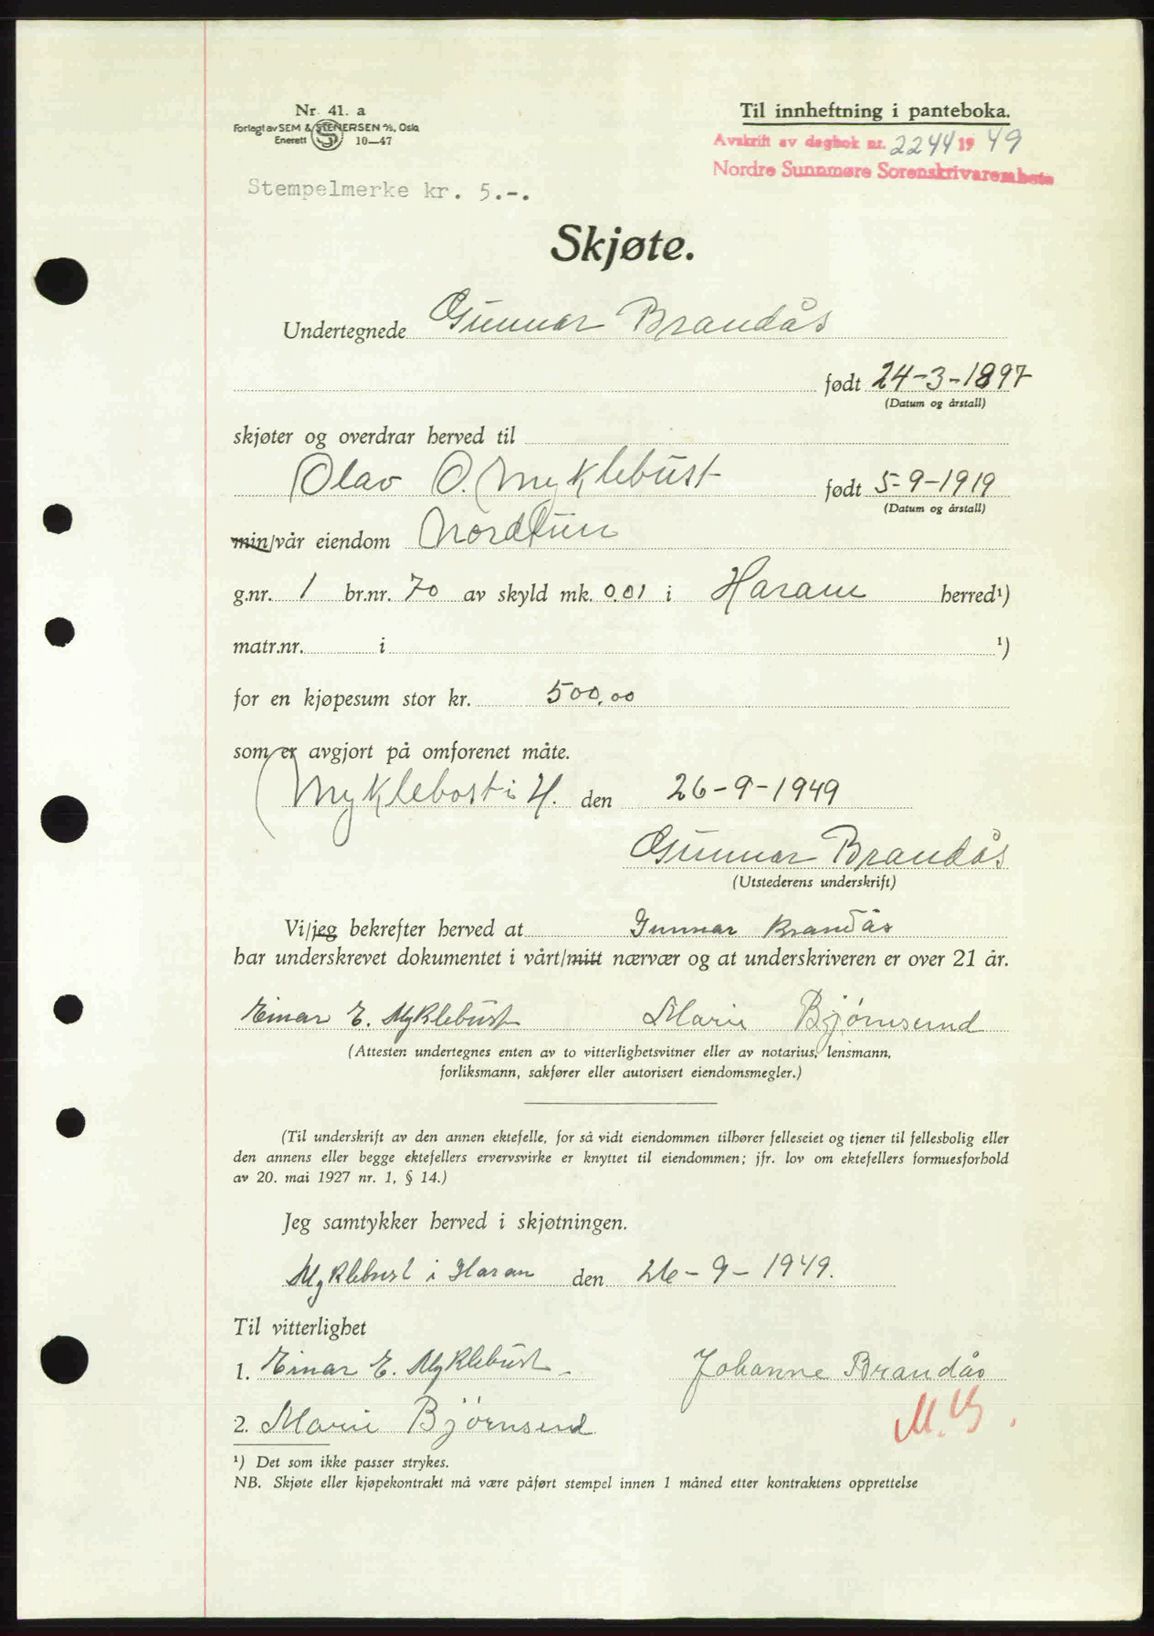 Nr. 41. a
Forlagt av SEM & STENERSEN A/S, Oslo
Enerett S 10—47
Til innheftning i panteboka.
Avskrift av dagbok nr. 2244 19 49
Nordre Sunnmøre Sorenskrivarembete
Stempelmerke kr. 5.-.
Skjøte.
Undertegnede Gunnar Brandås
født 24-3-1897
(Datum og årstall)
skjøter og overdrar herved til
Olav O. Myklebust født 5-9-1919
(Datum og årstall)
min/vår eiendom Nordtun
g.nr. 1 br.nr. 70 av skyld mk. 0.01 i Haram herred¹)
matr.nr. i ¹)
for en kjøpesum stor kr. 500,00
som er avgjort på omforenet måte.
Myklebost i H. den 26-9-1949
Gunnar Brandås
(Utstederens underskrift)
Vi/jeg bekrefter herved at Gunnar Brandås
har underskrevet dokumentet i vårt/mitt nærvær og at underskriveren er over 21 år.
Einar E. Myklebust Marie Bjørnsund
(Attesten undertegnes enten av to vitterlighetsvitner eller av notarius, lensmann,
forliksmann, sakfører eller autorisert eiendomsmegler.)
(Til underskrift av den annen ektefelle, for så vidt eiendommen tilhører felleseiet og tjener til fellesbolig eller
den annens eller begge ektefellers ervervsvirke er knyttet til eiendommen; jfr. lov om ektefellers formuesforhold
av 20. mai 1927 nr. 1, § 14.)
Jeg samtykker herved i skjøtningen.
Myklebust i Haram den 26-9-1949.
Til vitterlighet
1. Einar E. Myklebust Johanne Brandås
2. Marie Bjørnsund
¹) Det som ikke passer strykes.
NB. Skjøte eller kjøpekontrakt må være påført stempel innen 1 måned etter kontraktens opprettelse